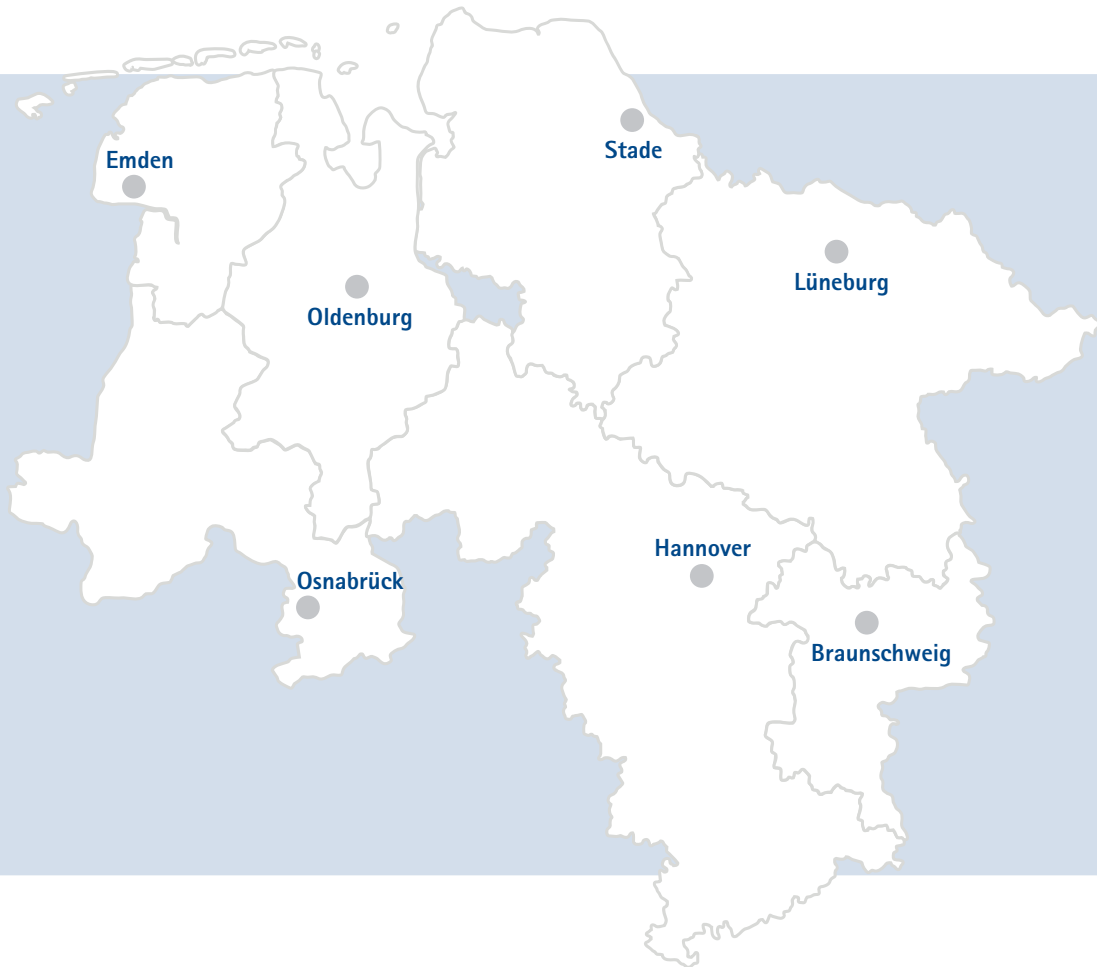 Stade
Emden
Lüneburg
Oldenburg
Hannover
Osnabrück
Braunschweig